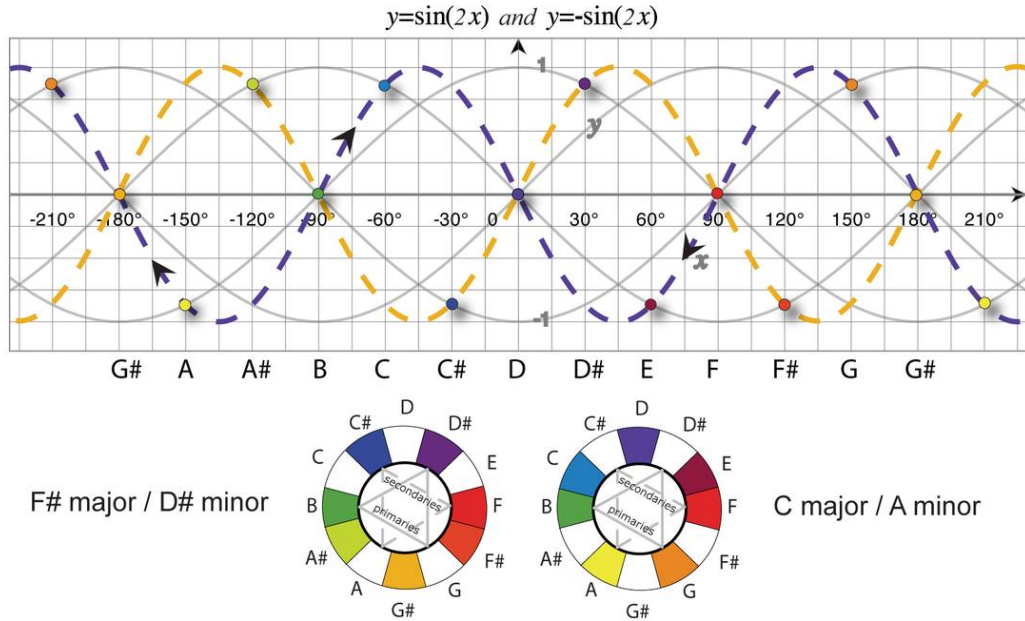 y=sin(2x) and y=-sin(2x)
1
y
-210° -180° -150° -120° -90° -60° -30° 0 30° 60° 90° 120° 150° 180° 210°
x
-1
G# A A# B C C# D D# E F F# G G#
F# major / D# minor
D
C# D#
C E
B F
A# F#
A G
G#
secondaries
primaries
D
C# D#
C E
B F
A# F#
A G
G#
secondaries
primaries
C major / A minor